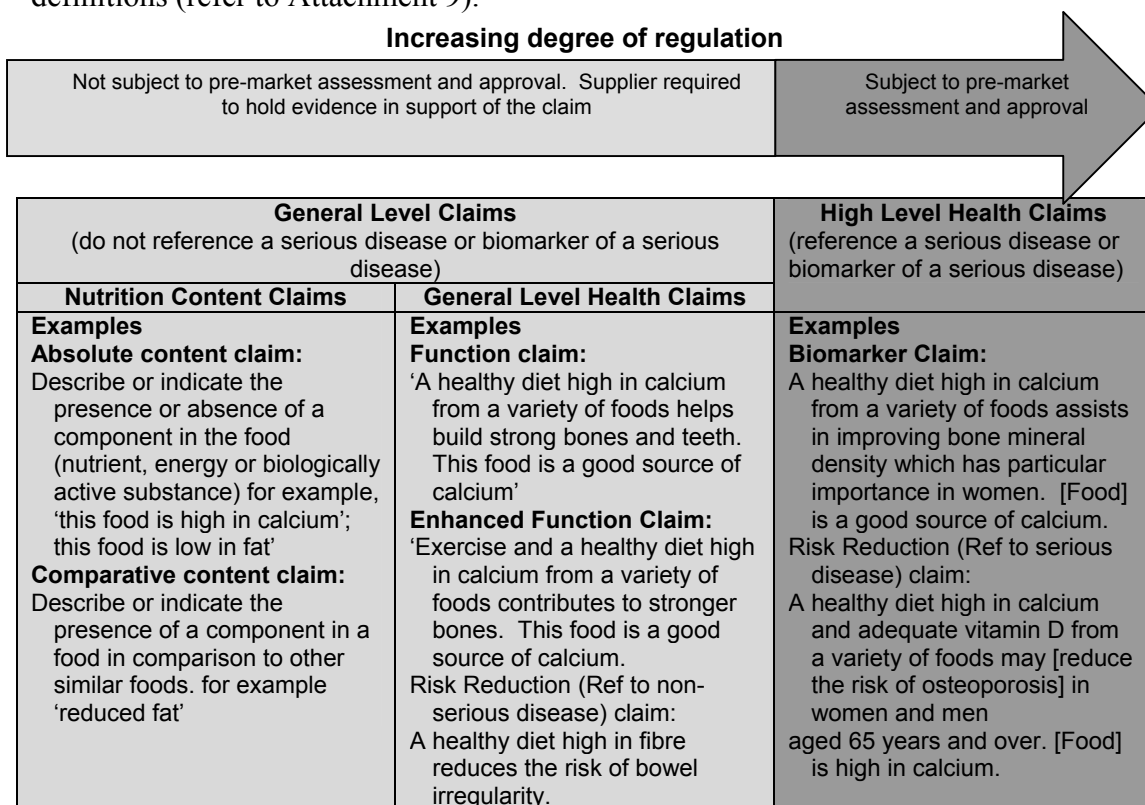 definitions (refer to Attachment 9).
Increasing degree of regulation
Not subject to pre-market assessment and approval.  Supplier required
to hold evidence in support of the claim
Subject to pre-market
assessment and approval
General Level Claims
(do not reference a serious disease or biomarker of a serious
disease)
High Level Health Claims
(reference a serious disease or
biomarker of a serious disease)
Nutrition Content Claims
General Level Health Claims
Examples
Absolute content claim:
Describe or indicate the
presence or absence of a
component in the food
(nutrient, energy or biologically
active substance) for example,
‘this food is high in calcium’;
this food is low in fat’
Comparative content claim:
Describe or indicate the
presence of a component in a
food in comparison to other
similar foods. for example
‘reduced fat’
Examples
Function claim:
‘A healthy diet high in calcium
from a variety of foods helps
build strong bones and teeth.
This food is a good source of
calcium’
Enhanced Function Claim:
‘Exercise and a healthy diet high
in calcium from a variety of
foods contributes to stronger
bones.  This food is a good
source of calcium.
Risk Reduction (Ref to non-
serious disease) claim:
A healthy diet high in fibre
reduces the risk of bowel
irregularity.
Examples
Biomarker Claim:
A healthy diet high in calcium
from a variety of foods assists
in improving bone mineral
density which has particular
importance in women.  [Food]
is a good source of calcium.
Risk Reduction (Ref to serious
disease) claim:
A healthy diet high in calcium
and adequate vitamin D from
a variety of foods may [reduce
the risk of osteoporosis] in
women and men
aged 65 years and over. [Food]
is high in calcium.